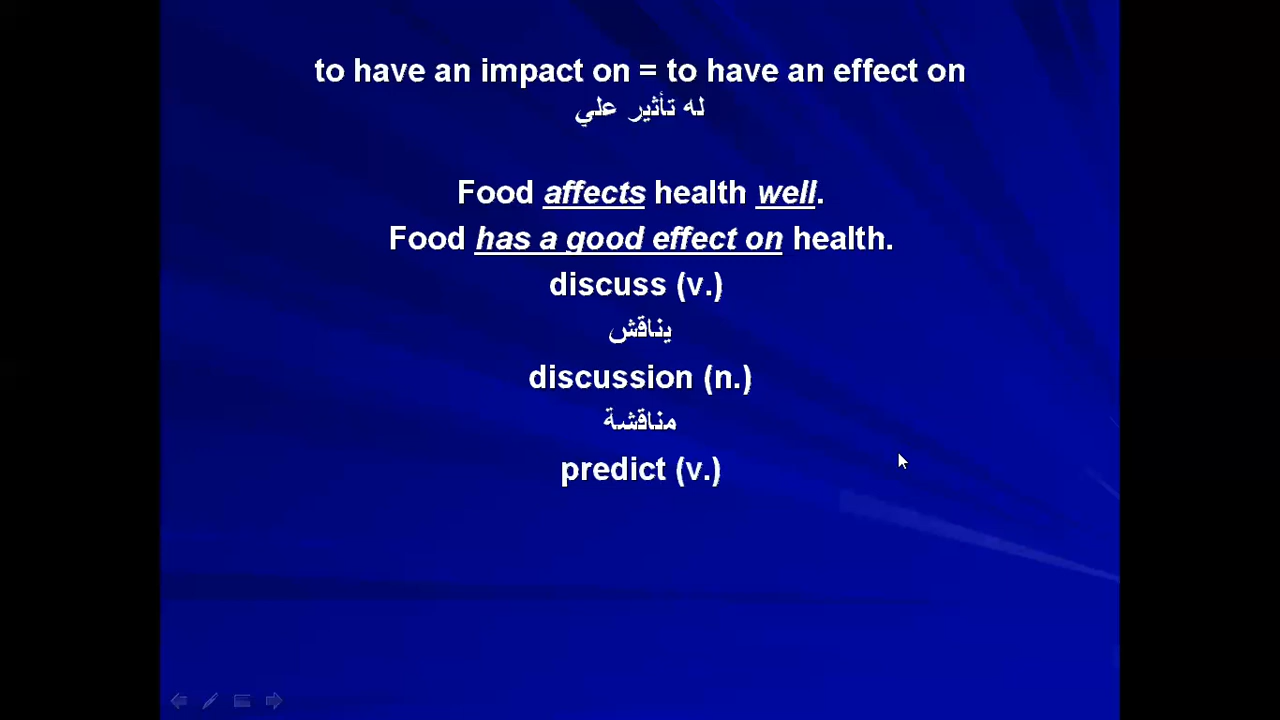 to have an impact on = to have an effect on
له تأثير علي
Food affects health well.
Food has a good effect on health.
discuss (v.)
يناقش
discussion (n.)
مناقشة
predict (v.)